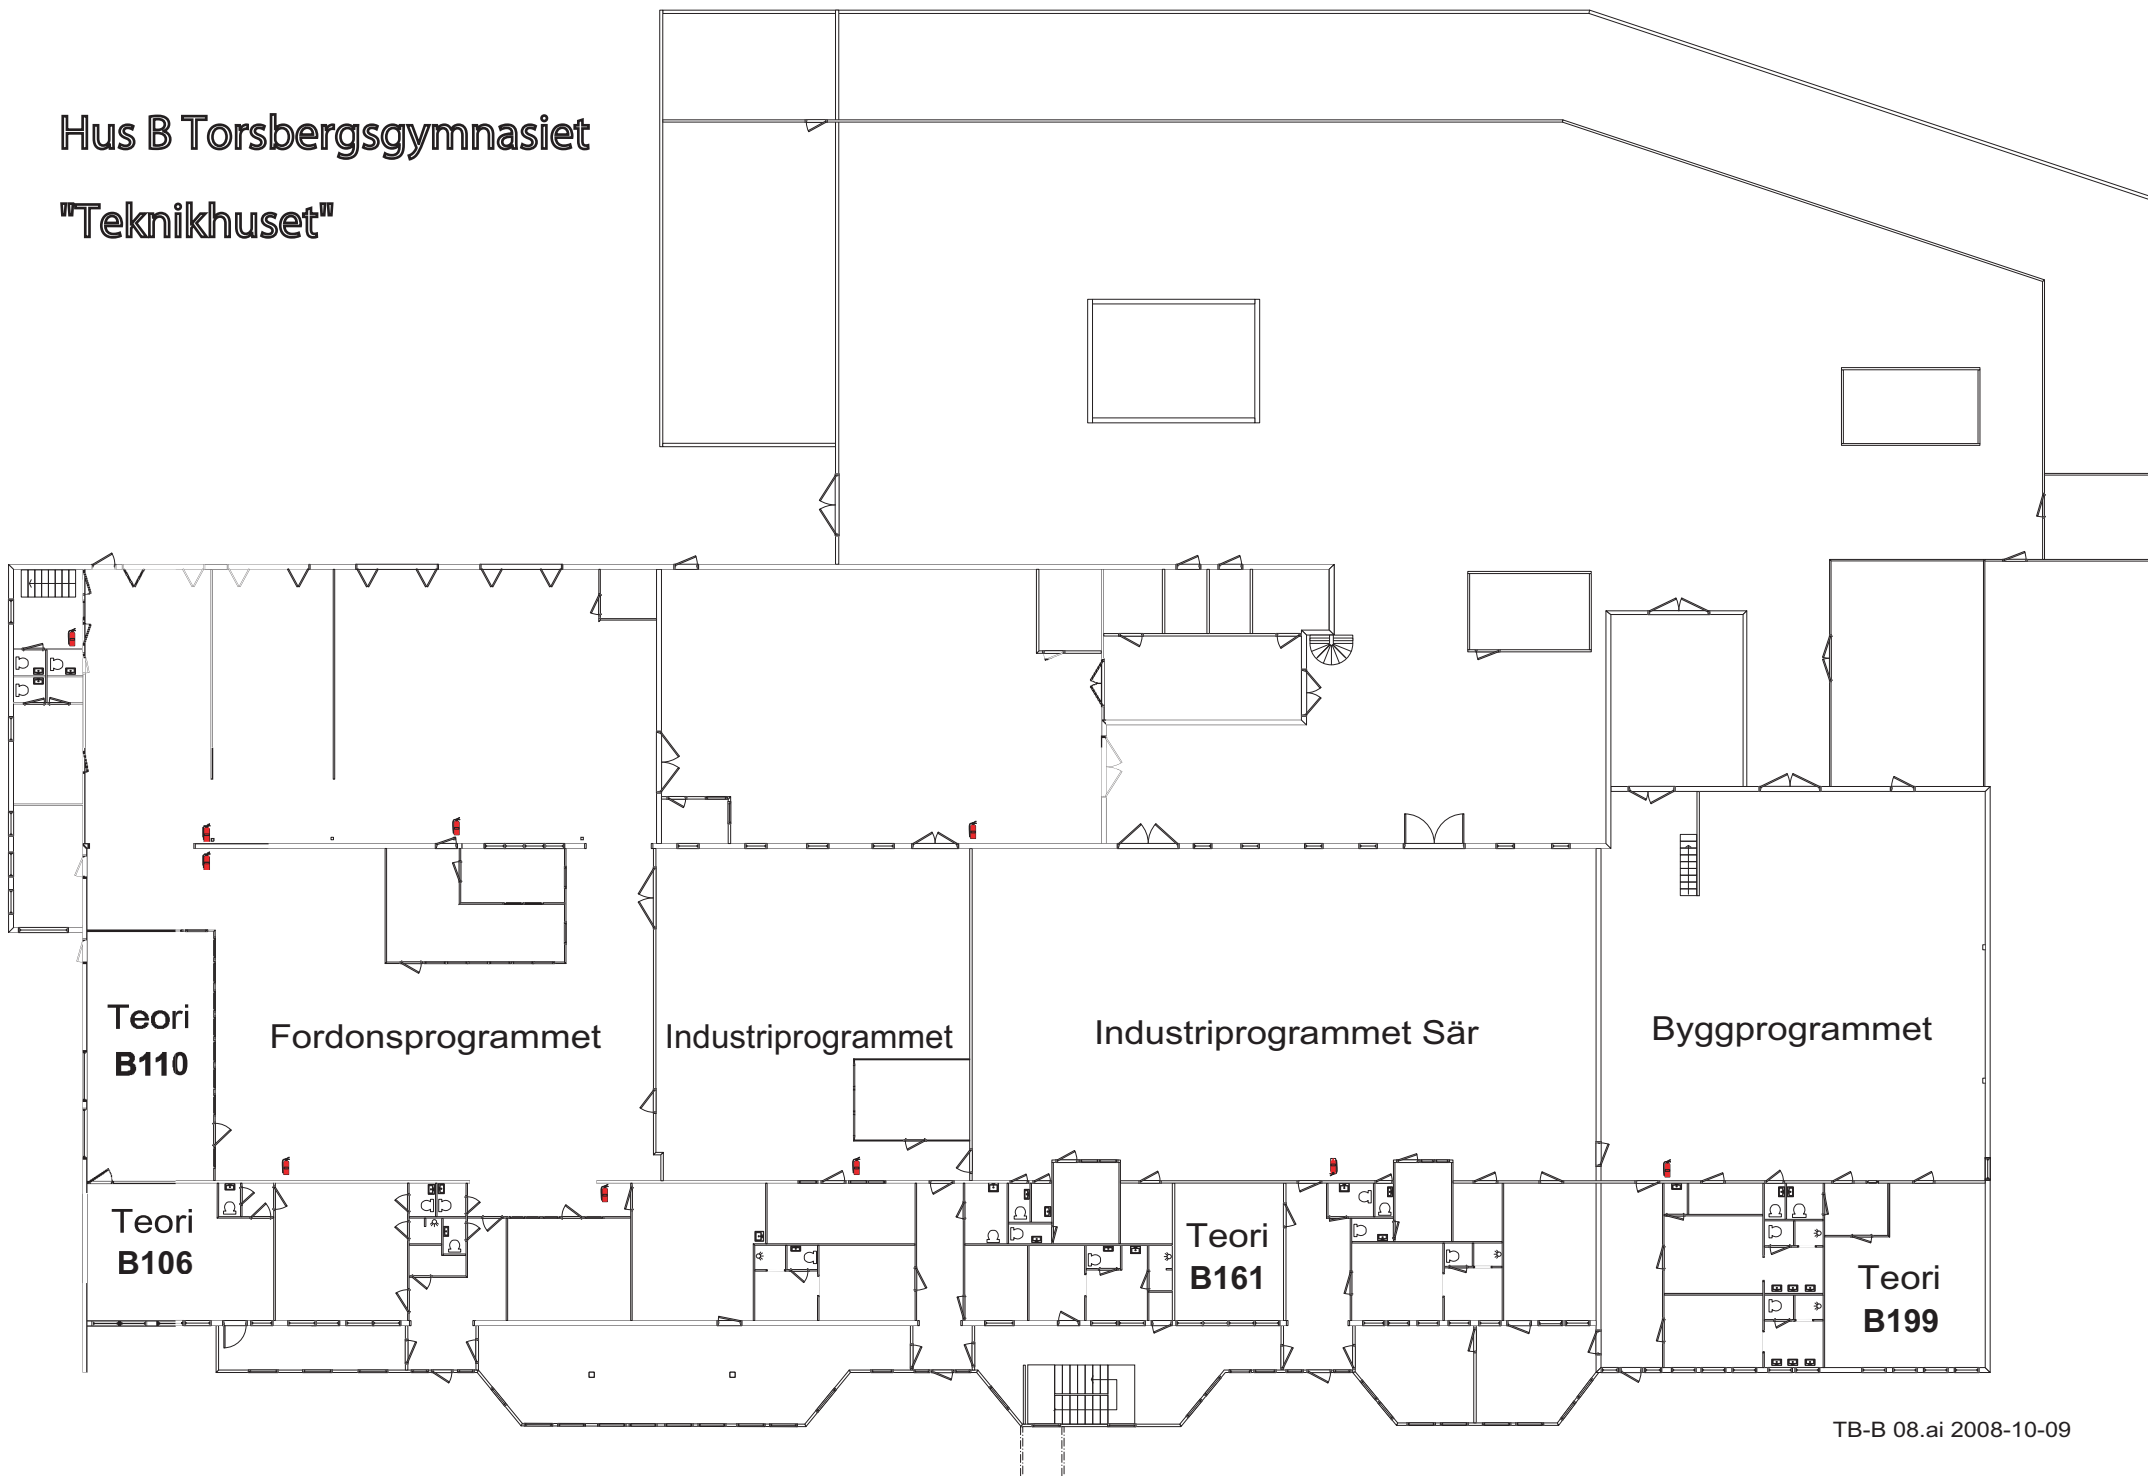 Hus B Torsbergsgymnasiet
"Teknikhuset"
Teori
B110
Fordonsprogrammet
Industriprogrammet
Industriprogrammet Sär
Byggprogrammet
Teori
B106
Teori
B161
Teori
B199
TB-B 08.ai 2008-10-09